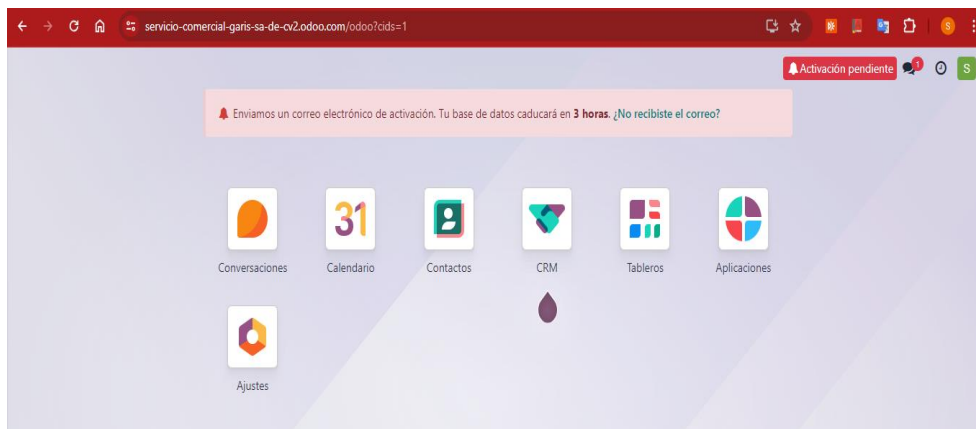 servicio-comercial-garis-sa-de-cv2.odoo.com/odoo?cids=1
S
Activación pendiente
1
S
Enviamos un correo electrónico de activación. Tu base de datos caducará en 3 horas. ¿No recibiste el correo?
31
Conversaciones Calendario Contactos CRM Tableros Aplicaciones
Ajustes